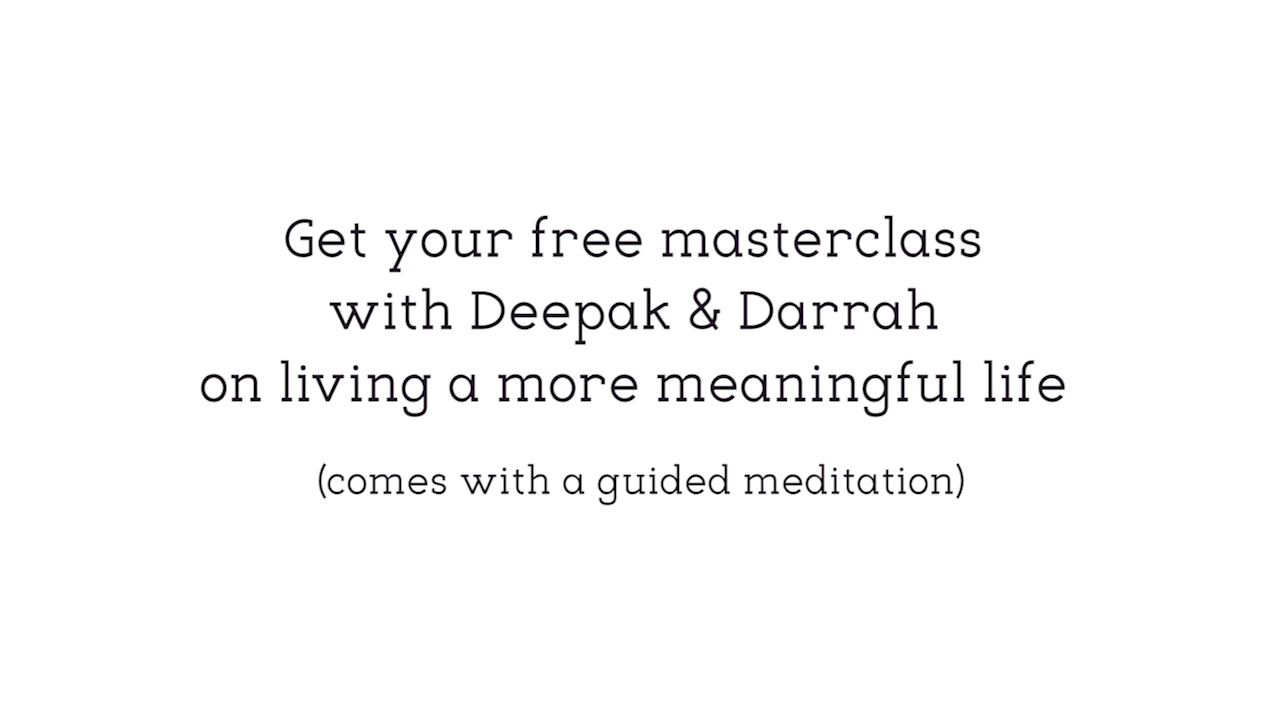 Get your free masterclass
with Deepak & Darrah
on living a more meaningful life
(comes with a guided meditation)